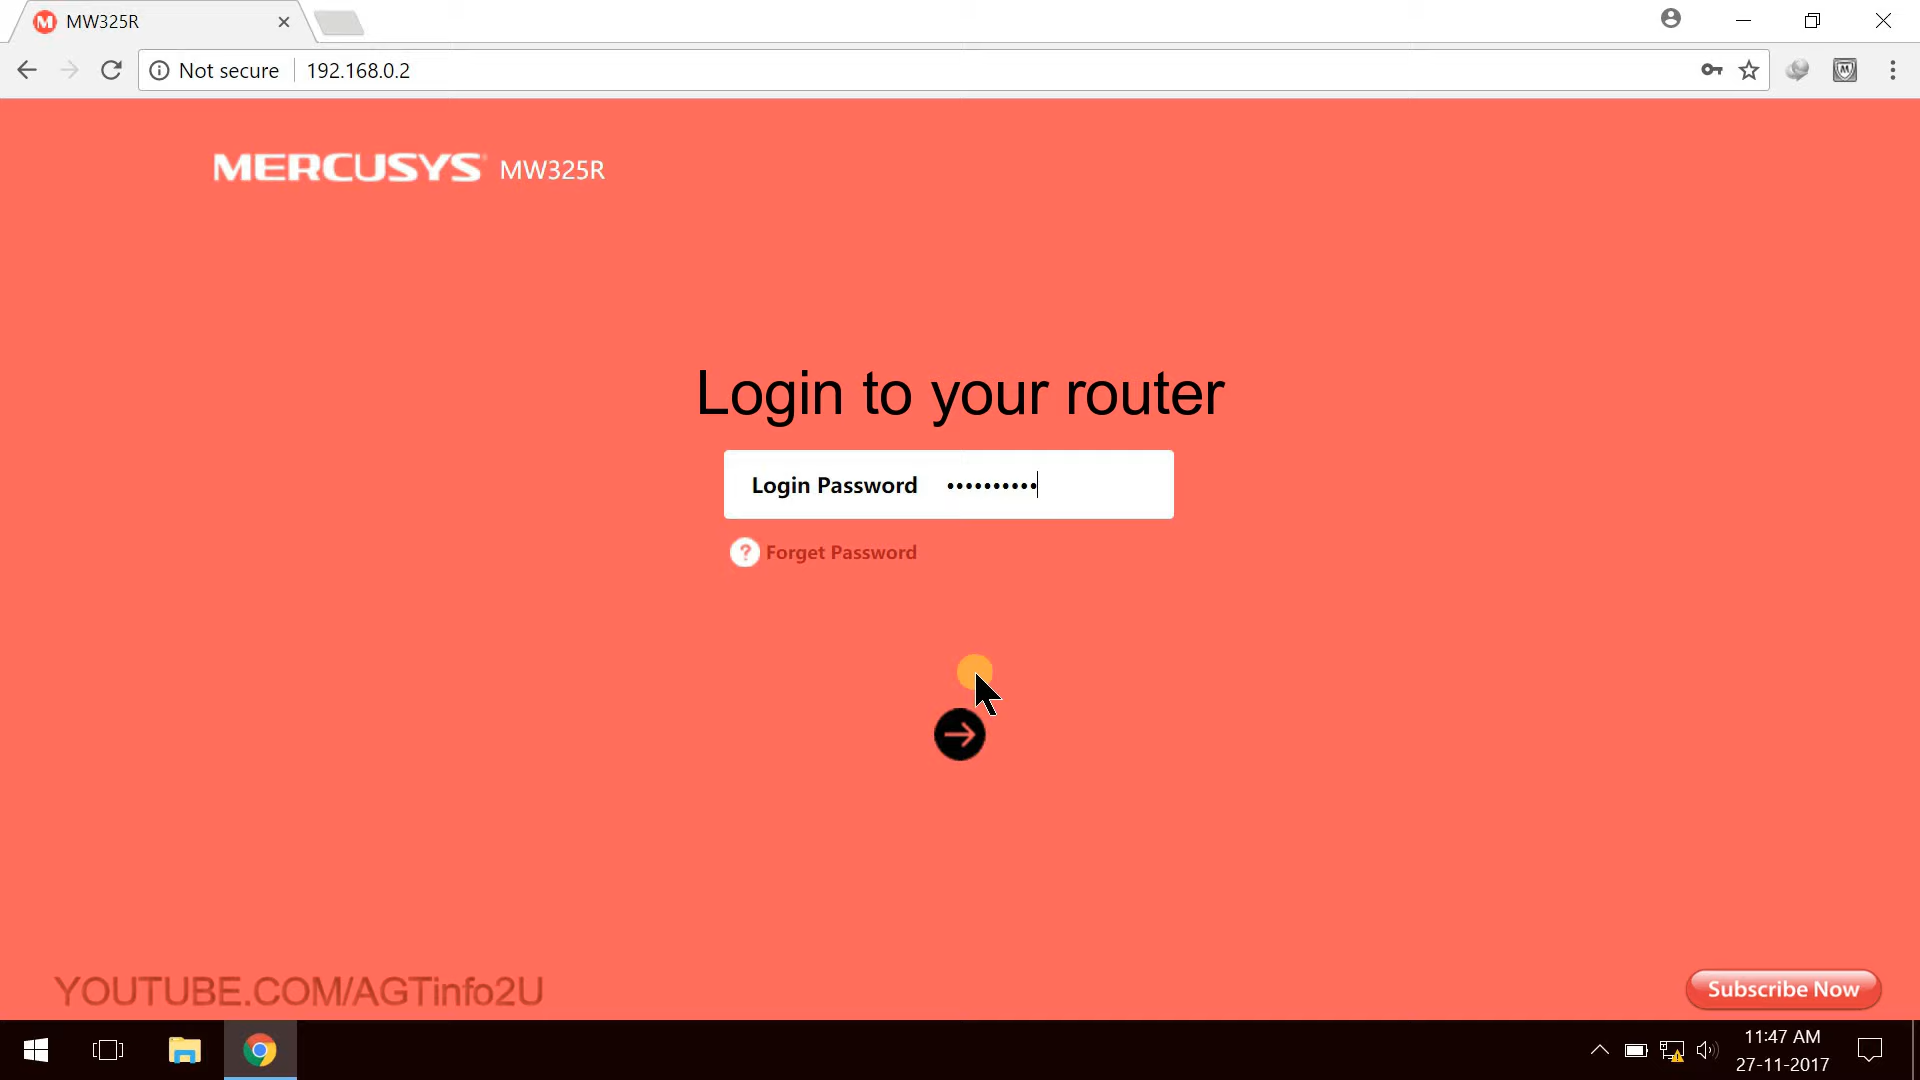 MW325R
Not secure
192.168.0.2
MERCUSYS MW325R
Login to your router
Login Password ••••••••••
? Forget Password
YOUTUBE.COM/AGTinfo2U
Subscribe Now
11:47 AM
27-11-2017